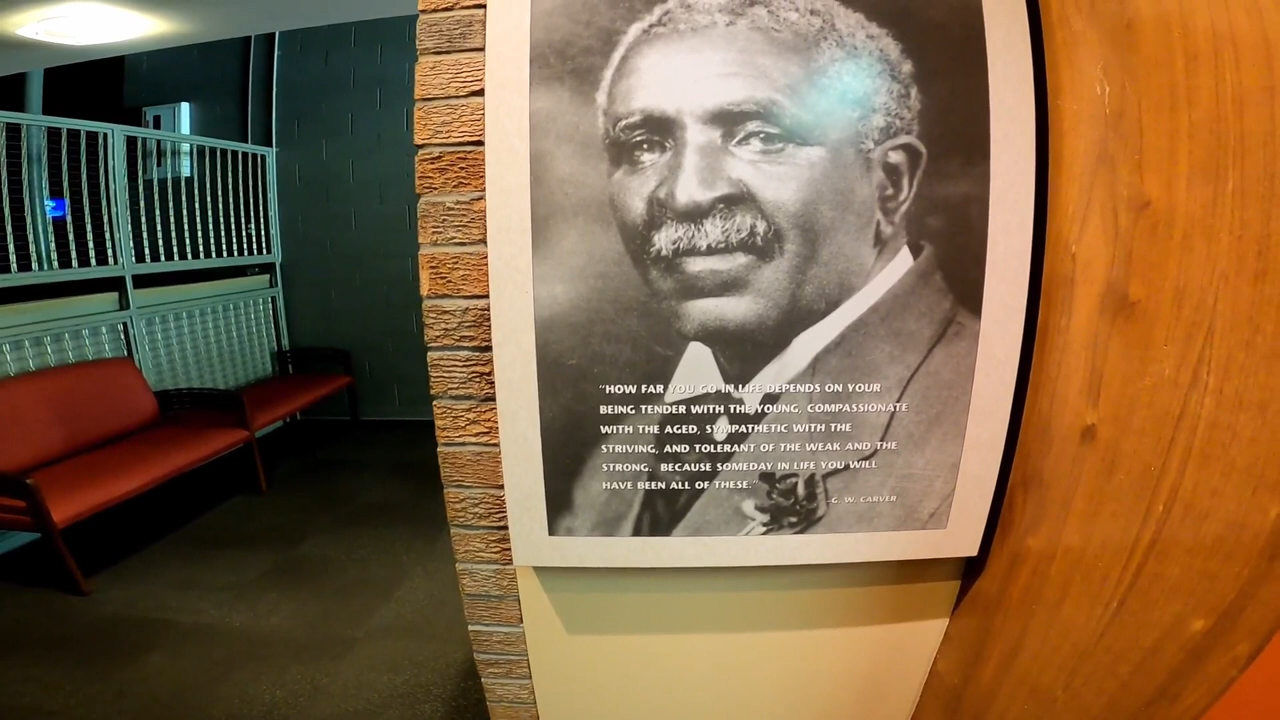 "HOW FAR YOU GO IN LIFE DEPENDS ON YOUR
BEING TENDER WITH THE YOUNG, COMPASSIONATE
WITH THE AGED, SYMPATHETIC WITH THE
STRIVING, AND TOLERANT OF THE WEAK AND THE
STRONG. BECAUSE SOMEDAY IN LIFE YOU WILL
HAVE BEEN ALL OF THESE."
–G. W. CARVER